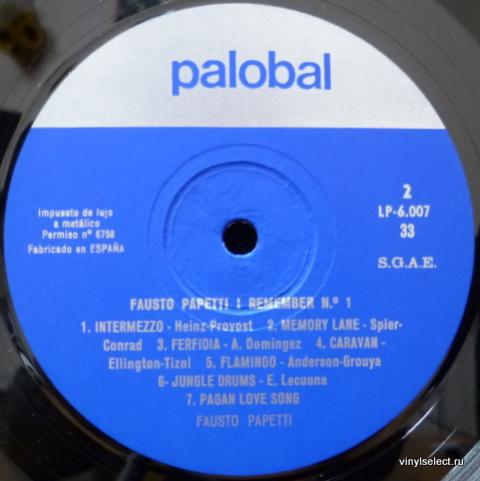 palobal
Impuesto de lujo
a metálico
Permiso nº 6758
Fabricado en ESPAÑA
2
LP-6.007
33
S.G.A.E.
FAUSTO PAPETTI I REMEMBER N.º 1
1. INTERMEZZO - Heinz-Provost 2. MEMORY LANE - Spier-
Conrad 3. FERFIDIA - A. Domingez 4. CARAVAN -
Ellington-Tizol 5. FLAMINGO - Anderson-Grouya
6- JUNGLE DRUMS - E. Lecuona
7. PAGAN LOVE SONG
FAUSTO PAPETTI
vinylselect.ru